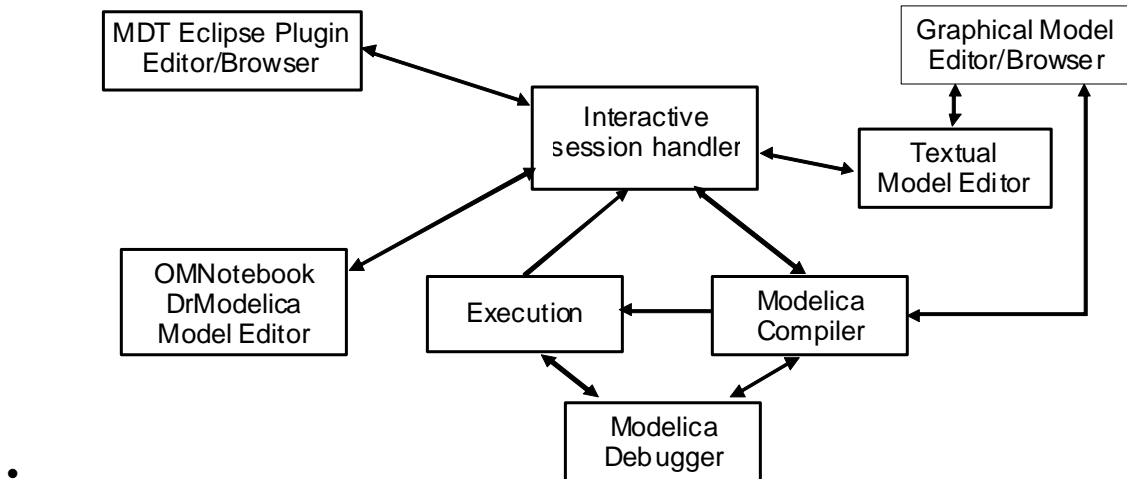 MDT Eclipse Plugin
Editor/Browser
Graphical Model
Editor/Browser
Interactive
session handler
Textual
Model Editor
OMNotebook
DrModelica
Model Editor
Execution
Modelica
Compiler
Modelica
Debugger